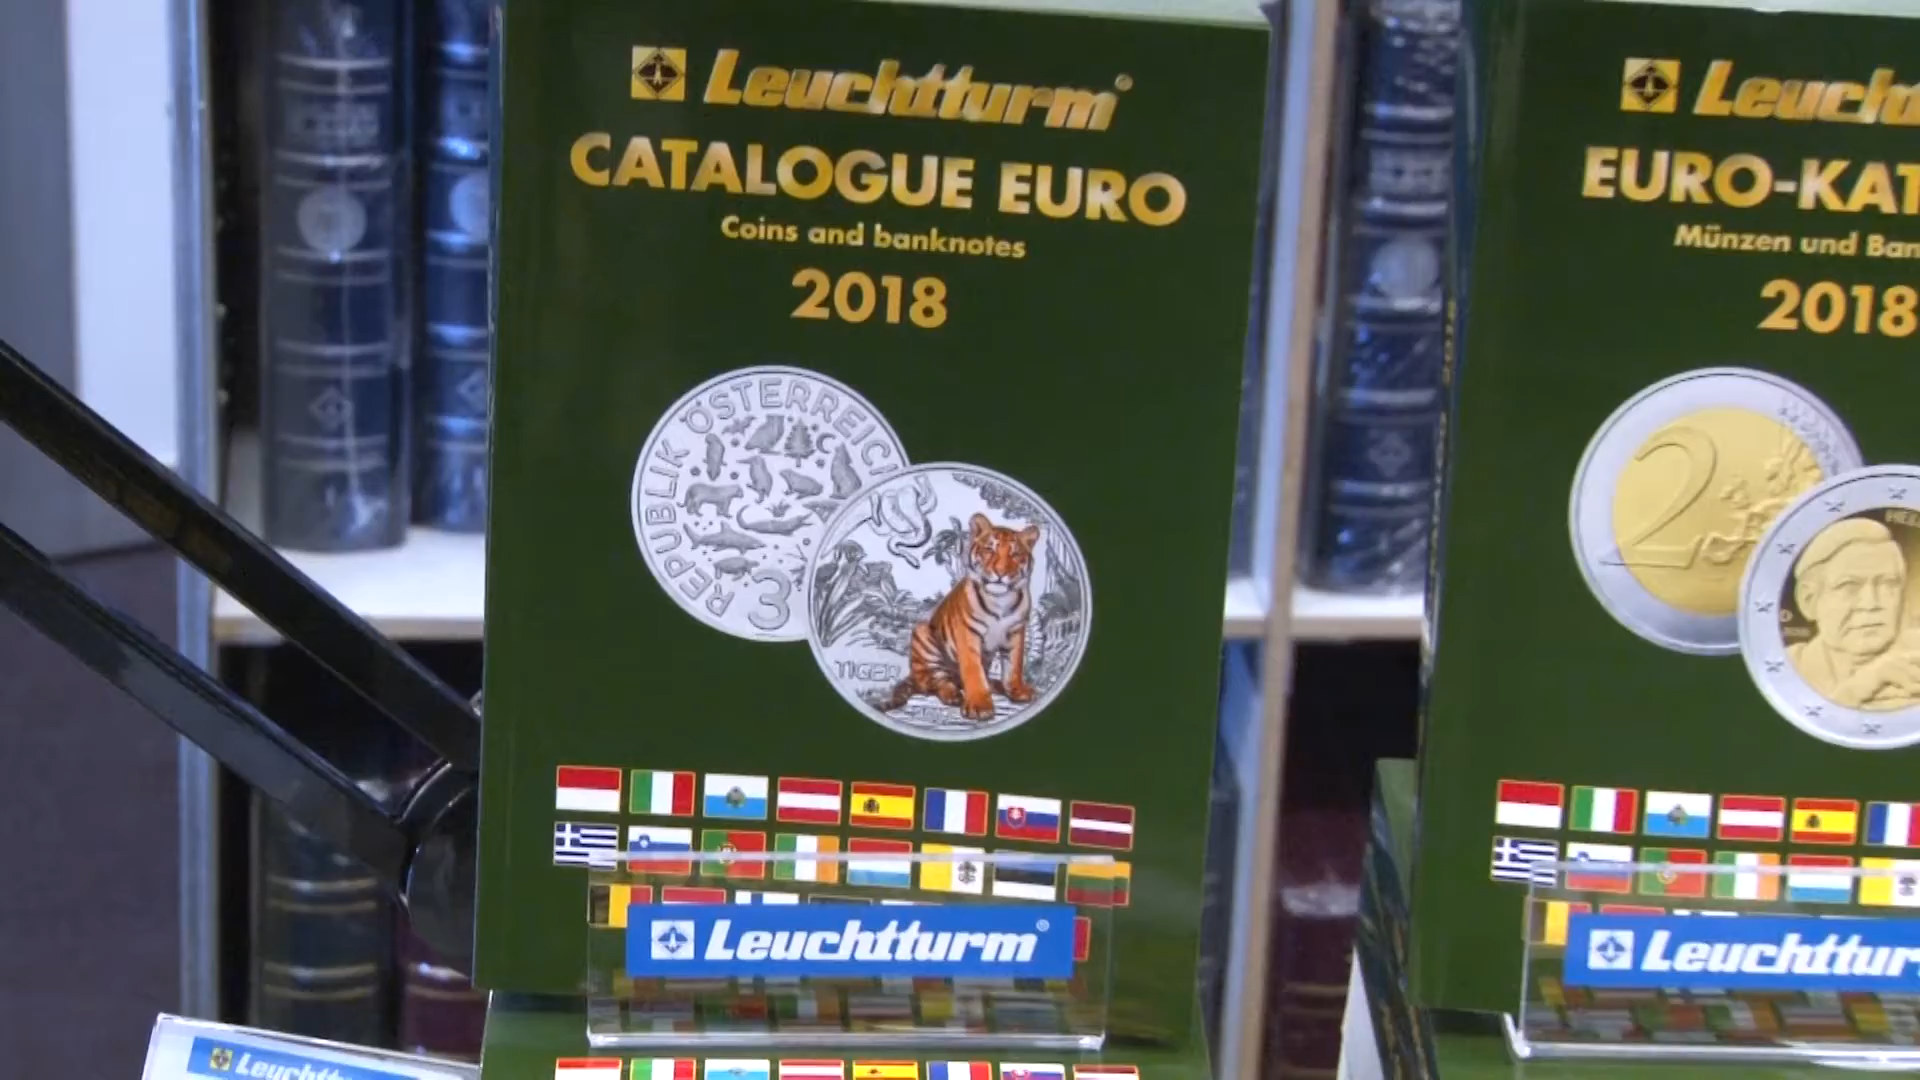 Leuchtturm®
CATALOGUE EURO
Coins and banknotes
2018
REPUBLIK ÖSTERREICH
3
TIGER
Leuchtturm®
EURO-KAT
Münzen und Ban
2018
2
Leuchttur